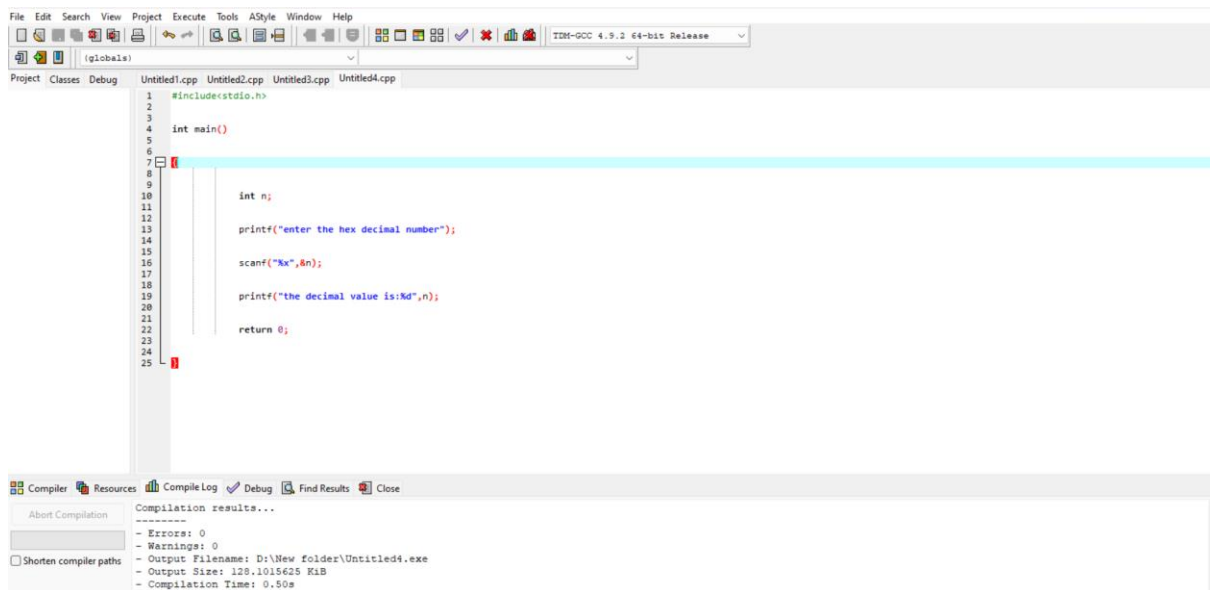 File Edit Search View Project Execute Tools AStyle Window Help
TDM-GCC 4.9.2 64-bit Release
(globals)
Project Classes Debug Untitled1.cpp Untitled2.cpp Untitled3.cpp Untitled4.cpp
1 #include<stdio.h>
2
3
4 int main()
5
6
7 {
8
9
10 int n;
11
12
13 printf("enter the hex decimal number");
14
15
16 scanf("%x",&n);
17
18
19 printf("the decimal value is:%d",n);
20
21
22 return 0;
23
24
25 }
Compiler Resources Compile Log Debug Find Results Close
Abort Compilation
Shorten compiler paths
Compilation results...
--------
- Errors: 0
- Warnings: 0
- Output Filename: D:\New folder\Untitled4.exe
- Output Size: 128.1015625 KiB
- Compilation Time: 0.50s